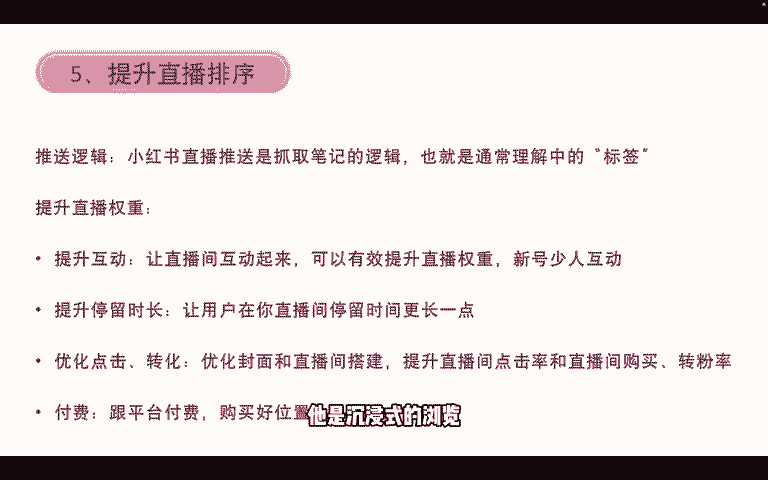 5、提升直播排序
推送逻辑：小红书直播推送是抓取笔记的逻辑，也就是通常理解中的“标签”
提升直播权重：
• 提升互动：让直播间互动起来，可以有效提升直播权重，新号少人互动
• 提升停留时长：让用户在你直播间停留时间更长一点
• 优化点击、转化：优化封面和直播间搭建，提升直播间点击率和直播间购买、转粉率
• 付费：跟平台付费，购买好位置
他是沉浸式的浏览